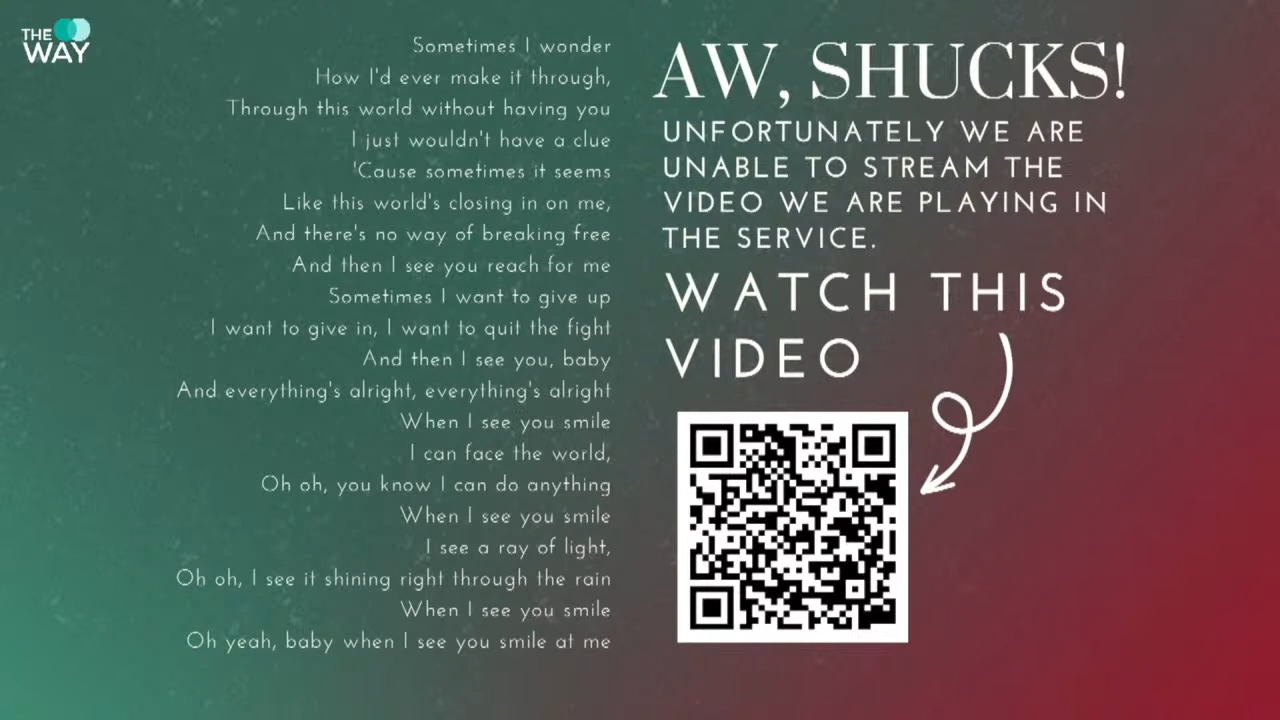 THE
WAY
Sometimes I wonder
How I'd ever make it through,
Through this world without having you
I just wouldn't have a clue
'Cause sometimes it seems
Like this world's closing in on me,
And there's no way of breaking free
And then I see you reach for me
Sometimes I want to give up
I want to give in, I want to quit the fight
And then I see you, baby
And everything's alright, everything's alright
When I see you smile
I can face the world,
Oh oh, you know I can do anything
When I see you smile
I see a ray of light,
Oh oh, I see it shining right through the rain
When I see you smile
Oh yeah, baby when I see you smile at me
AW, SHUCKS!
UNFORTUNATELY WE ARE
UNABLE TO STREAM THE
VIDEO WE ARE PLAYING IN
THE SERVICE.
WATCH THIS
VIDEO